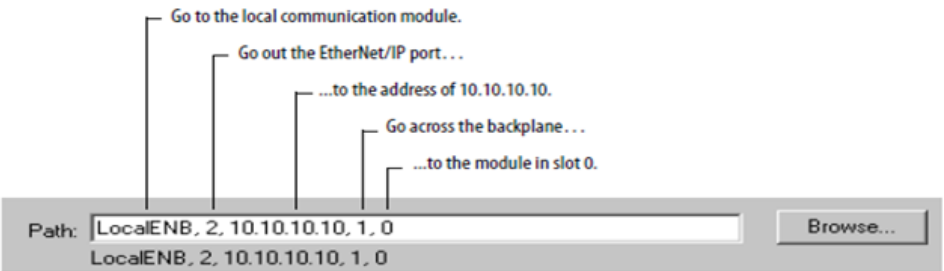 Go to the local communication module.
Go out the EtherNet/IP port...
...to the address of 10.10.10.10.
Go across the backplane...
...to the module in slot 0.
Path: LocalENB, 2, 10.10.10.10, 1, 0 Browse...
LocalENB, 2, 10.10.10.10, 1, 0